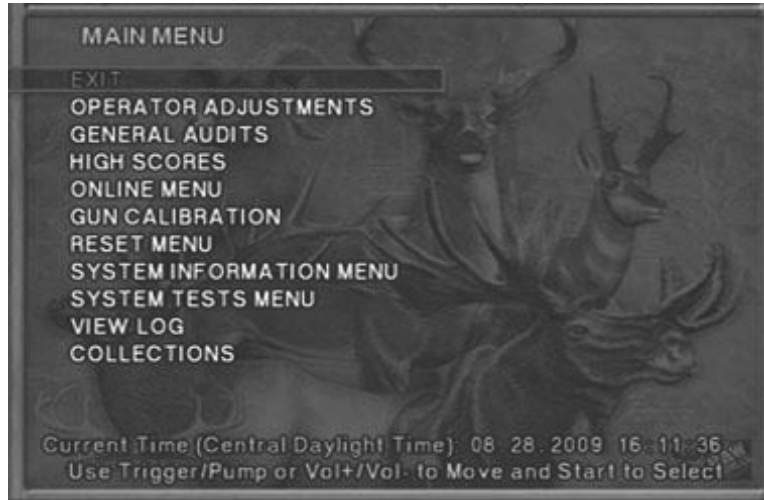 MAIN MENU
EXIT
OPERATOR ADJUSTMENTS
GENERAL AUDITS
HIGH SCORES
ONLINE MENU
GUN CALIBRATION
RESET MENU
SYSTEM INFORMATION MENU
SYSTEM TESTS MENU
VIEW LOG
COLLECTIONS
Current Time (Central Daylight Time): 08 . 28 . 2009 16:11:36
Use Trigger/Pump or Vol+/Vol- to Move and Start to Select